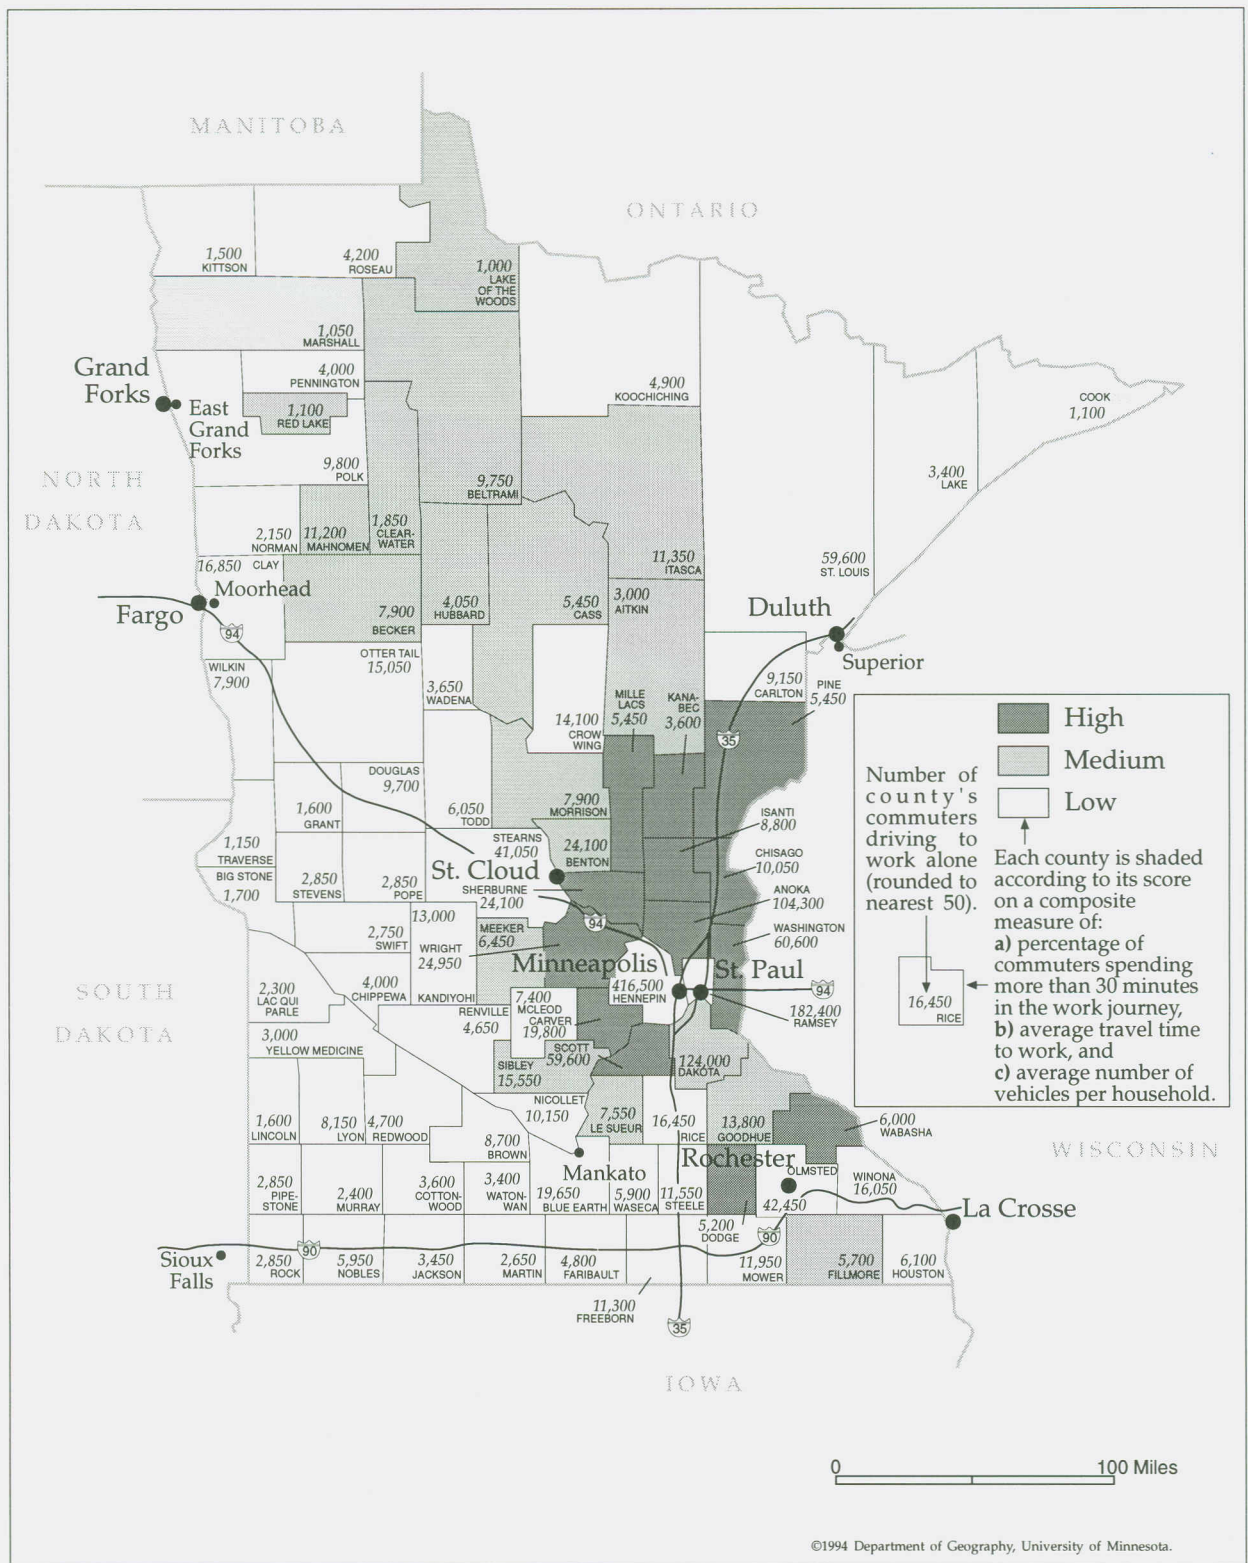 MANITOBA
ONTARIO
1,500
KITTSON
4,200
ROSEAU
1,000
LAKE
OF THE
WOODS
1,050
MARSHALL
Grand
Forks
East
Grand
Forks
4,000
PENNINGTON
1,100
RED LAKE
4,900
KOOCHICHING
COOK
1,100
3,400
LAKE
NORTH
DAKOTA
9,800
POLK
9,750
BELTRAMI
2,150
NORMAN
11,200
MAHNOMEN
1,850
CLEAR-
WATER
11,350
ITASCA
59,600
ST. LOUIS
16,850 CLAY
Moorhead
Fargo
94
7,900
BECKER
4,050
HUBBARD
5,450
CASS
3,000
AITKIN
Duluth
Superior
WILKIN
7,900
OTTER TAIL
15,050
3,650
WADENA
14,100
CROW
WING
MILLE
LACS
5,450
KANA-
BEC
3,600
9,150
CARLTON
PINE
5,450
35
High
Medium
Low
Number of
county's
commuters
driving to
work alone
(rounded to
nearest 50).
16,450
RICE
Each county is shaded
according to its score
on a composite
measure of:
a) percentage of
commuters spending
more than 30 minutes
in the work journey,
b) average travel time
to work, and
c) average number of
vehicles per household.
DOUGLAS
9,700
1,600
GRANT
6,050
TODD
7,900
MORRISON
ISANTI
8,800
1,150
TRAVERSE
BIG STONE
1,700
2,850
STEVENS
2,850
POPE
STEARNS
41,050
24,100
BENTON
St. Cloud
SHERBURNE
24,100
94
CHISAGO
10,050
ANOKA
104,300
WASHINGTON
60,600
2,750
SWIFT
13,000
WRIGHT
24,950
KANDIYOHI
MEEKER
6,450
Minneapolis
St. Paul
416,500
HENNEPIN
94
182,400
RAMSEY
SOUTH
DAKOTA
2,300
LAC QUI
PARLE
4,000
CHIPPEWA
RENVILLE
4,650
7,400
MCLEOD
CARVER
19,800
3,000
YELLOW MEDICINE
SCOTT
59,600
SIBLEY
15,550
124,000
DAKOTA
NICOLLET
10,150
7,550
LE SUEUR
16,450
RICE
13,800
GOODHUE
6,000
WABASHA
WISCONSIN
1,600
LINCOLN
8,150
LYON
4,700
REDWOOD
8,700
BROWN
Mankato
Rochester
OLMSTED
42,450
WINONA
16,050
La Crosse
2,850
PIPE-
STONE
2,400
MURRAY
3,600
COTTON-
WOOD
3,400
WATON-
WAN
19,650
BLUE EARTH
5,900
WASECA
11,550
STEELE
5,200
DODGE
90
Sioux
Falls
90
2,850
ROCK
5,950
NOBLES
3,450
JACKSON
2,650
MARTIN
4,800
FARIBAULT
11,300
FREEBORN
11,950
MOWER
5,700
FILLMORE
6,100
HOUSTON
35
IOWA
0 100 Miles
©1994 Department of Geography, University of Minnesota.